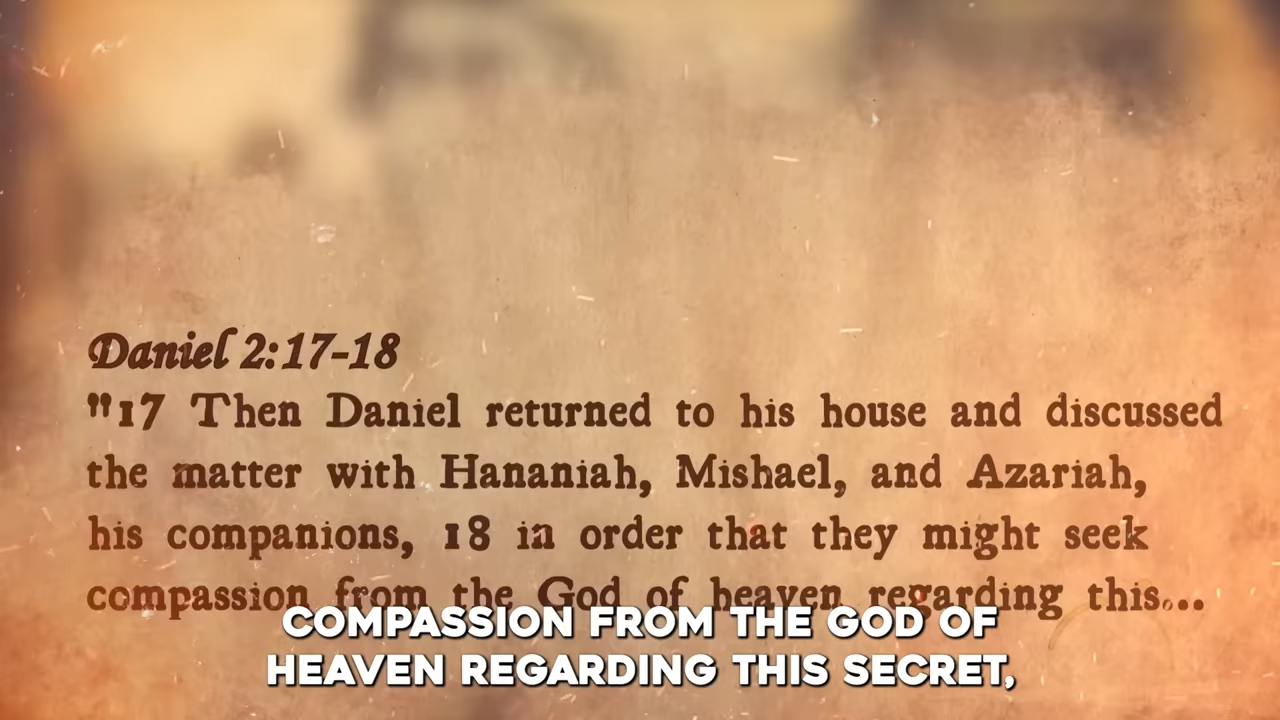 Daniel 2:17-18
"17 Then Daniel returned to his house and discussed
the matter with Hananiah, Mishael, and Azariah,
his companions, 18 in order that they might seek
compassion from the God of heaven regarding this...
COMPASSION FROM THE GOD OF
HEAVEN REGARDING THIS SECRET,